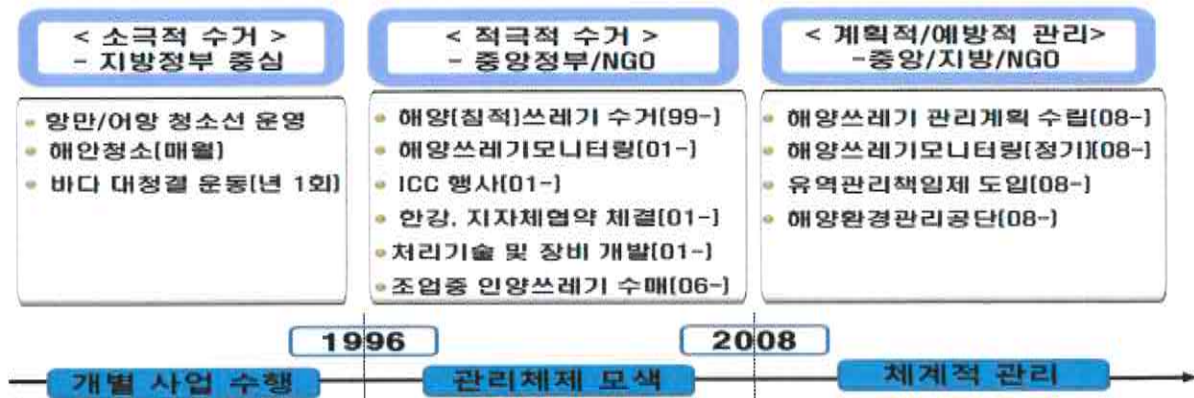 < 소극적 수거 >
- 지방정부 중심
항만/어항 청소선 운영
해안청소(매월)
바다 대청결 운동(년 1회)
< 적극적 수거 >
- 중앙정부/NGO
해양(침적)쓰레기 수거(99-)
해양쓰레기모니터링(01-)
ICC 행사(01-)
한강, 지자체협약 체결(01-)
처리기술 및 장비 개발(01-)
조업중 인양쓰레기 수매(06-)
< 계획적/예방적 관리>
-중앙/지방/NGO
해양쓰레기 관리계획 수립(08-)
해양쓰레기모니터링(정기)(08-)
유역관리책임제 도입(08-)
해양환경관리공단(08-)
1996
2008
개별 사업 수행
관리체제 모색
체계적 관리